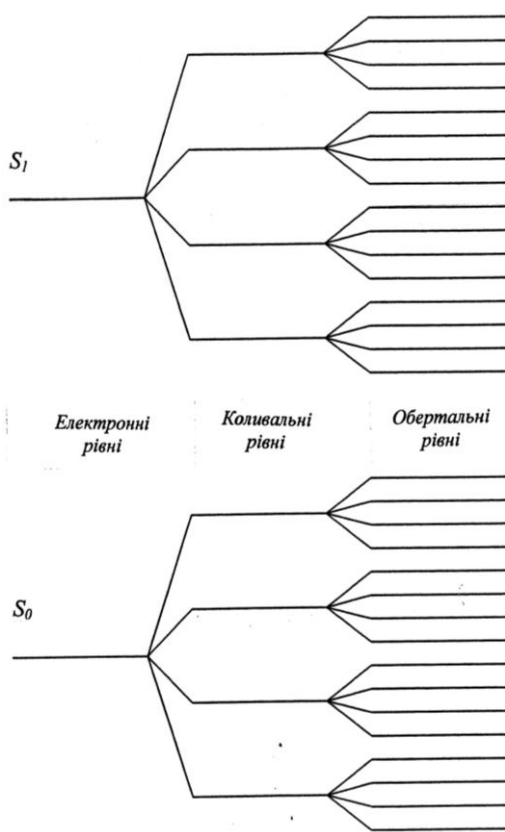 S₁
Електронні
рівні
Коливальні
рівні
Обертальні
рівні
S₀